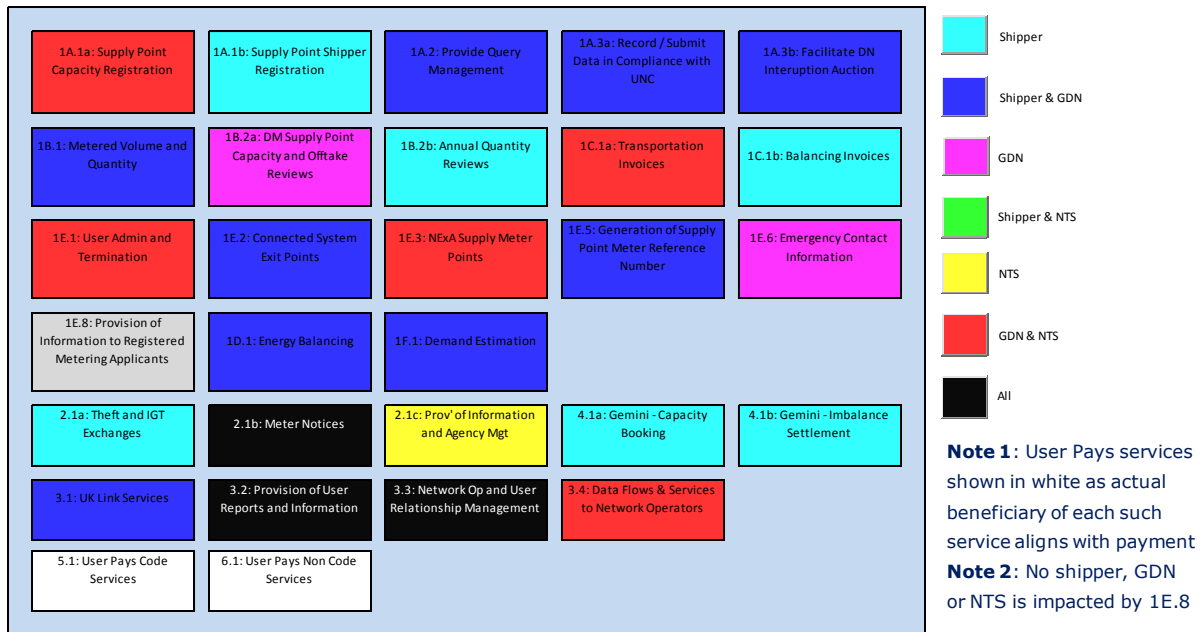 1A.1a: Supply Point
Capacity Registration
1A.1b: Supply Point Shipper
Registration
1A.2: Provide Query
Management
1A.3a: Record / Submit
Data in Compliance with
UNC
1A.3b: Facilitate DN
Interuption Auction
1B.1: Metered Volume and
Quantity
1B.2a: DM Supply Point
Capacity and Offtake
Reviews
1B.2b: Annual Quantity
Reviews
1C.1a: Transportation
Invoices
1C.1b: Balancing Invoices
1E.1: User Admin and
Termination
1E.2: Connected System
Exit Points
1E.3: NExA Supply Meter
Points
1E.5: Generation of Supply
Point Meter Reference
Number
1E.6: Emergency Contact
Information
1E.8: Provision of
Information to Registered
Metering Applicants
1D.1: Energy Balancing
1F.1: Demand Estimation
2.1a: Theft and IGT
Exchanges
2.1b: Meter Notices
2.1c: Prov' of Information
and Agency Mgt
4.1a: Gemini - Capacity
Booking
4.1b: Gemini - Imbalance
Settlement
3.1: UK Link Services
3.2: Provision of User
Reports and Information
3.3: Network Op and User
Relationship Management
3.4: Data Flows & Services
to Network Operators
5.1: User Pays Code
Services
6.1: User Pays Non Code
Services
Shipper
Shipper & GDN
GDN
Shipper & NTS
NTS
GDN & NTS
All
Note 1: User Pays services
shown in white as actual
beneficiary of each such
service aligns with payment
Note 2: No shipper, GDN
or NTS is impacted by 1E.8